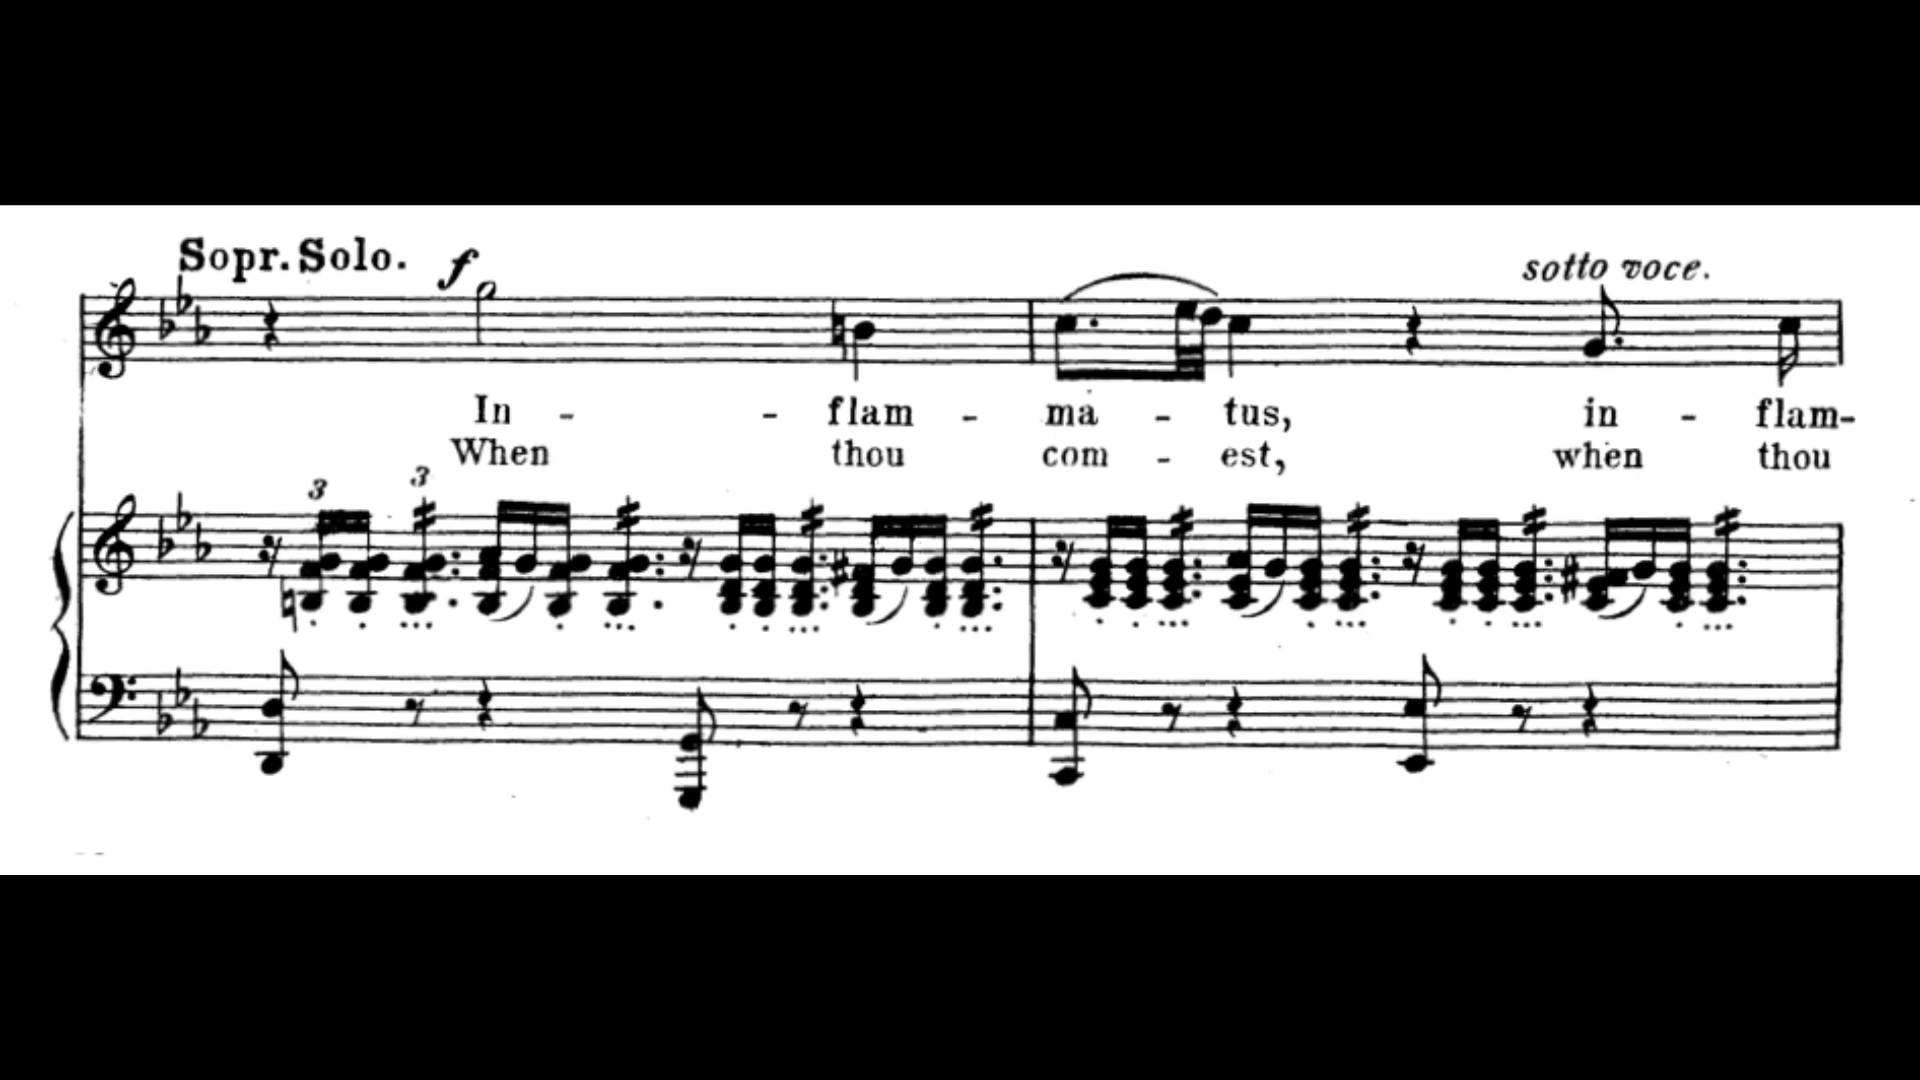 Sopr. Solo. f
sotto voce.
In - - flam - ma - tus, in - flam-
When thou com - est, when thou
3 3